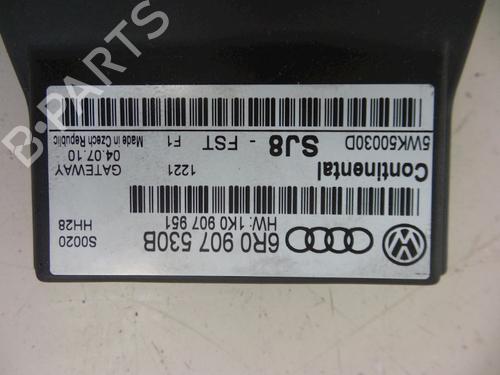 6R0 907 530B
HW: 1K0 907 951
S0020
HH28
Continental
1221
GATEWAY
04.07.10
SJ8 - FST F1
Made in Czech Republic
5WK50030D
B-PARTS